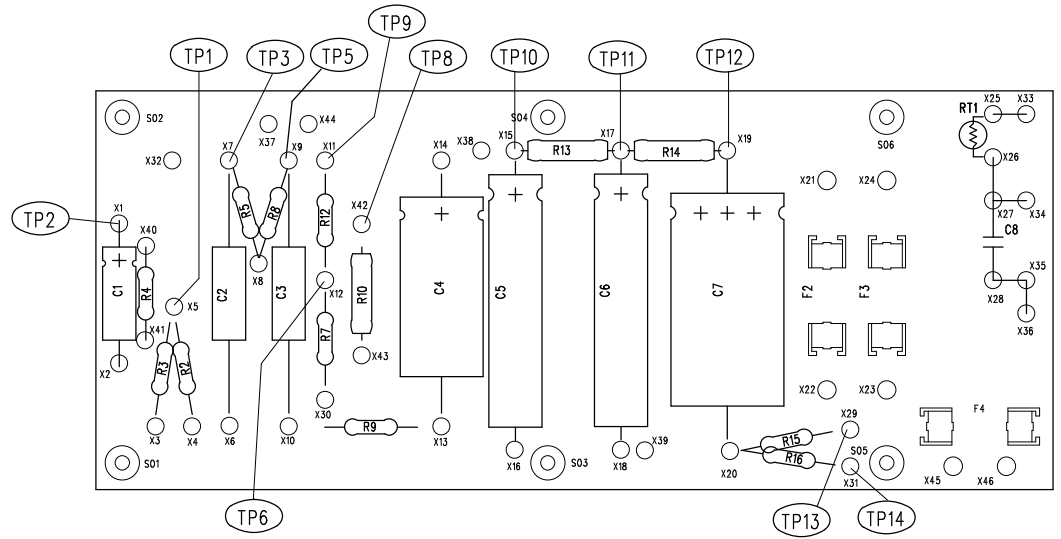 TP1
TP3
TP5
TP9
TP8
TP10
TP11
TP12
TP2
S02
S04
S06
X32
X37
X44
X7
X9
X11
X14
X38
X15
R13
X17
R14
X19
RT1
X25
X33
X26
X21
X24
X27
X34
C8
X1
X40
X42
R5
R8
R12
X8
X12
C1
R4
X5
X41
X2
C2
C3
R10
X43
R7
X30
C4
C5
C6
C7
F2
F3
X28
X35
X36
R3
R2
X3
X4
X6
X10
R9
X13
X16
X18
X39
X20
R15
R16
X29
X31
X22
X23
F4
X45
X46
S01
S03
S05
TP6
TP13
TP14